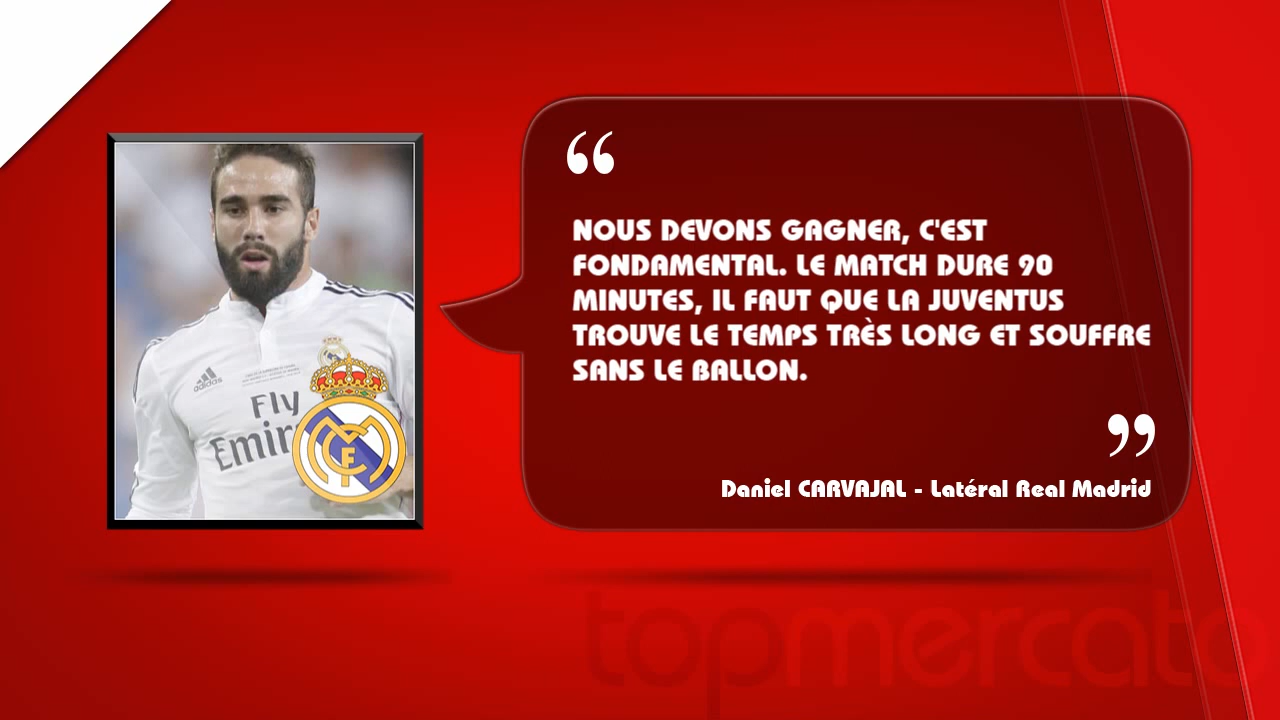 “
NOUS DEVONS GAGNER, C'EST
FONDAMENTAL. LE MATCH DURE 90
MINUTES, IL FAUT QUE LA JUVENTUS
TROUVE LE TEMPS TRÈS LONG ET SOUFFRE
SANS LE BALLON.
”
Daniel CARVAJAL - Latéral Real Madrid
adidas
Fly
Emir
topmercato